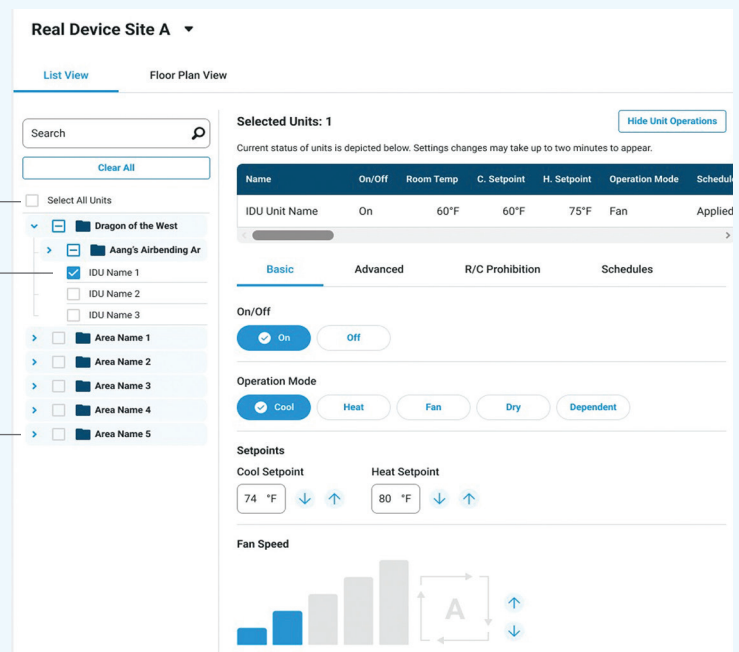 Real Device Site A
List View Floor Plan View
Search
Clear All
Select All Units
Dragon of the West
Aang's Airbending Ar
IDU Name 1
IDU Name 2
IDU Name 3
Area Name 1
Area Name 2
Area Name 3
Area Name 4
Area Name 5
Selected Units: 1
Hide Unit Operations
Current status of units is depicted below. Settings changes may take up to two minutes to appear.
Name On/Off Room Temp C. Setpoint H. Setpoint Operation Mode Schedul
IDU Unit Name On 60°F 60°F 75°F Fan Applied
Basic Advanced R/C Prohibition Schedules
On/Off
On Off
Operation Mode
Cool Heat Fan Dry Dependent
Setpoints
Cool Setpoint Heat Setpoint
74 °F 80 °F
Fan Speed
A